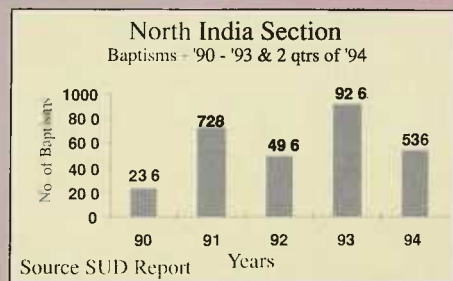 North India Section
Baptisms - '90 - '93 & 2 qtrs of '94
No. of Baptisms
1000
80 0
60 0
40 0
20 0
0
23 6
728
49 6
92 6
536
90 91 92 93 94
Years
Source SUD Report